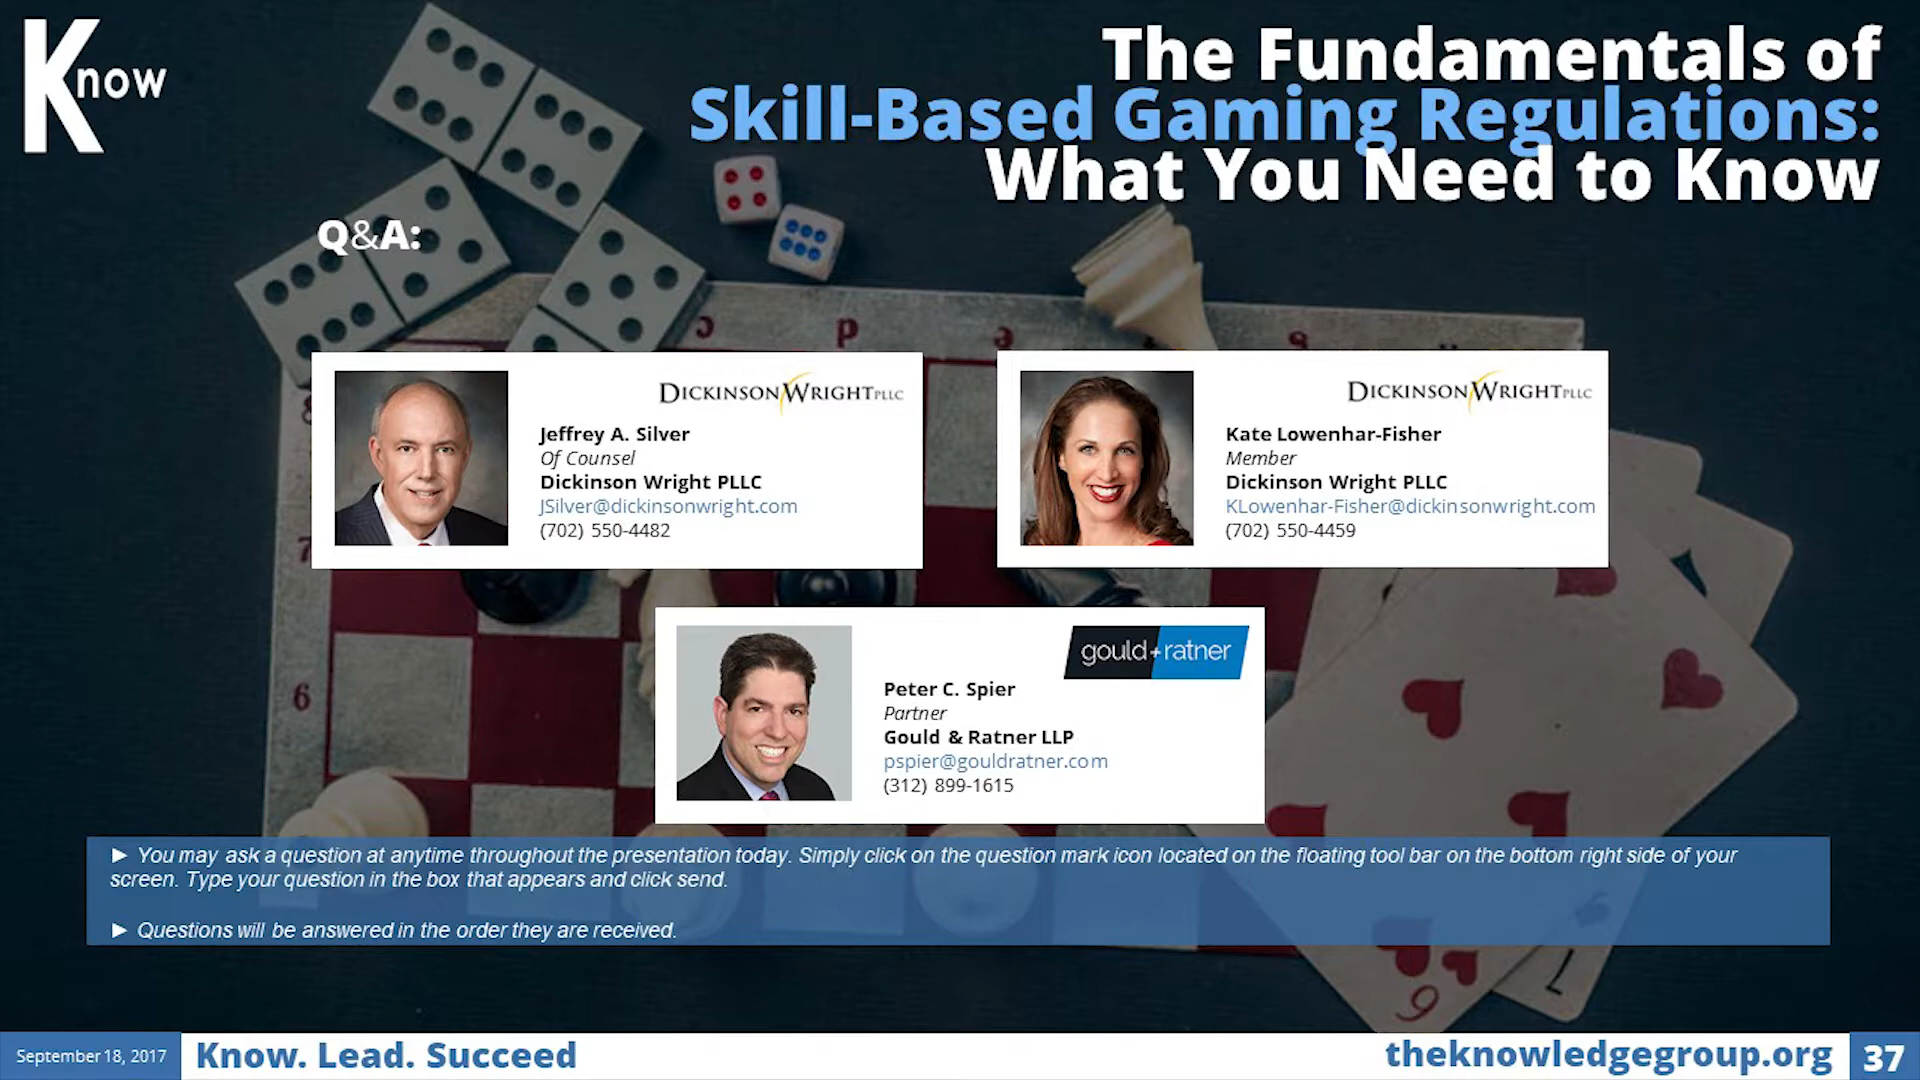 Know
The Fundamentals of
Skill-Based Gaming Regulations:
What You Need to Know
Q&A:
DICKINSON WRIGHT PLLC
Jeffrey A. Silver
Of Counsel
Dickinson Wright PLLC
JSilver@dickinsonwright.com
(702) 550-4482
DICKINSON WRIGHT PLLC
Kate Lowenhar-Fisher
Member
Dickinson Wright PLLC
KLowenhar-Fisher@dickinsonwright.com
(702) 550-4459
gould+ratner
Peter C. Spier
Partner
Gould & Ratner LLP
pspier@gouldratner.com
(312) 899-1615
c d e g
8
7
6
► You may ask a question at anytime throughout the presentation today. Simply click on the question mark icon located on the floating tool bar on the bottom right side of your
screen. Type your question in the box that appears and click send.
► Questions will be answered in the order they are received.
9
7
September 18, 2017
Know. Lead. Succeed
theknowledgegroup.org
37